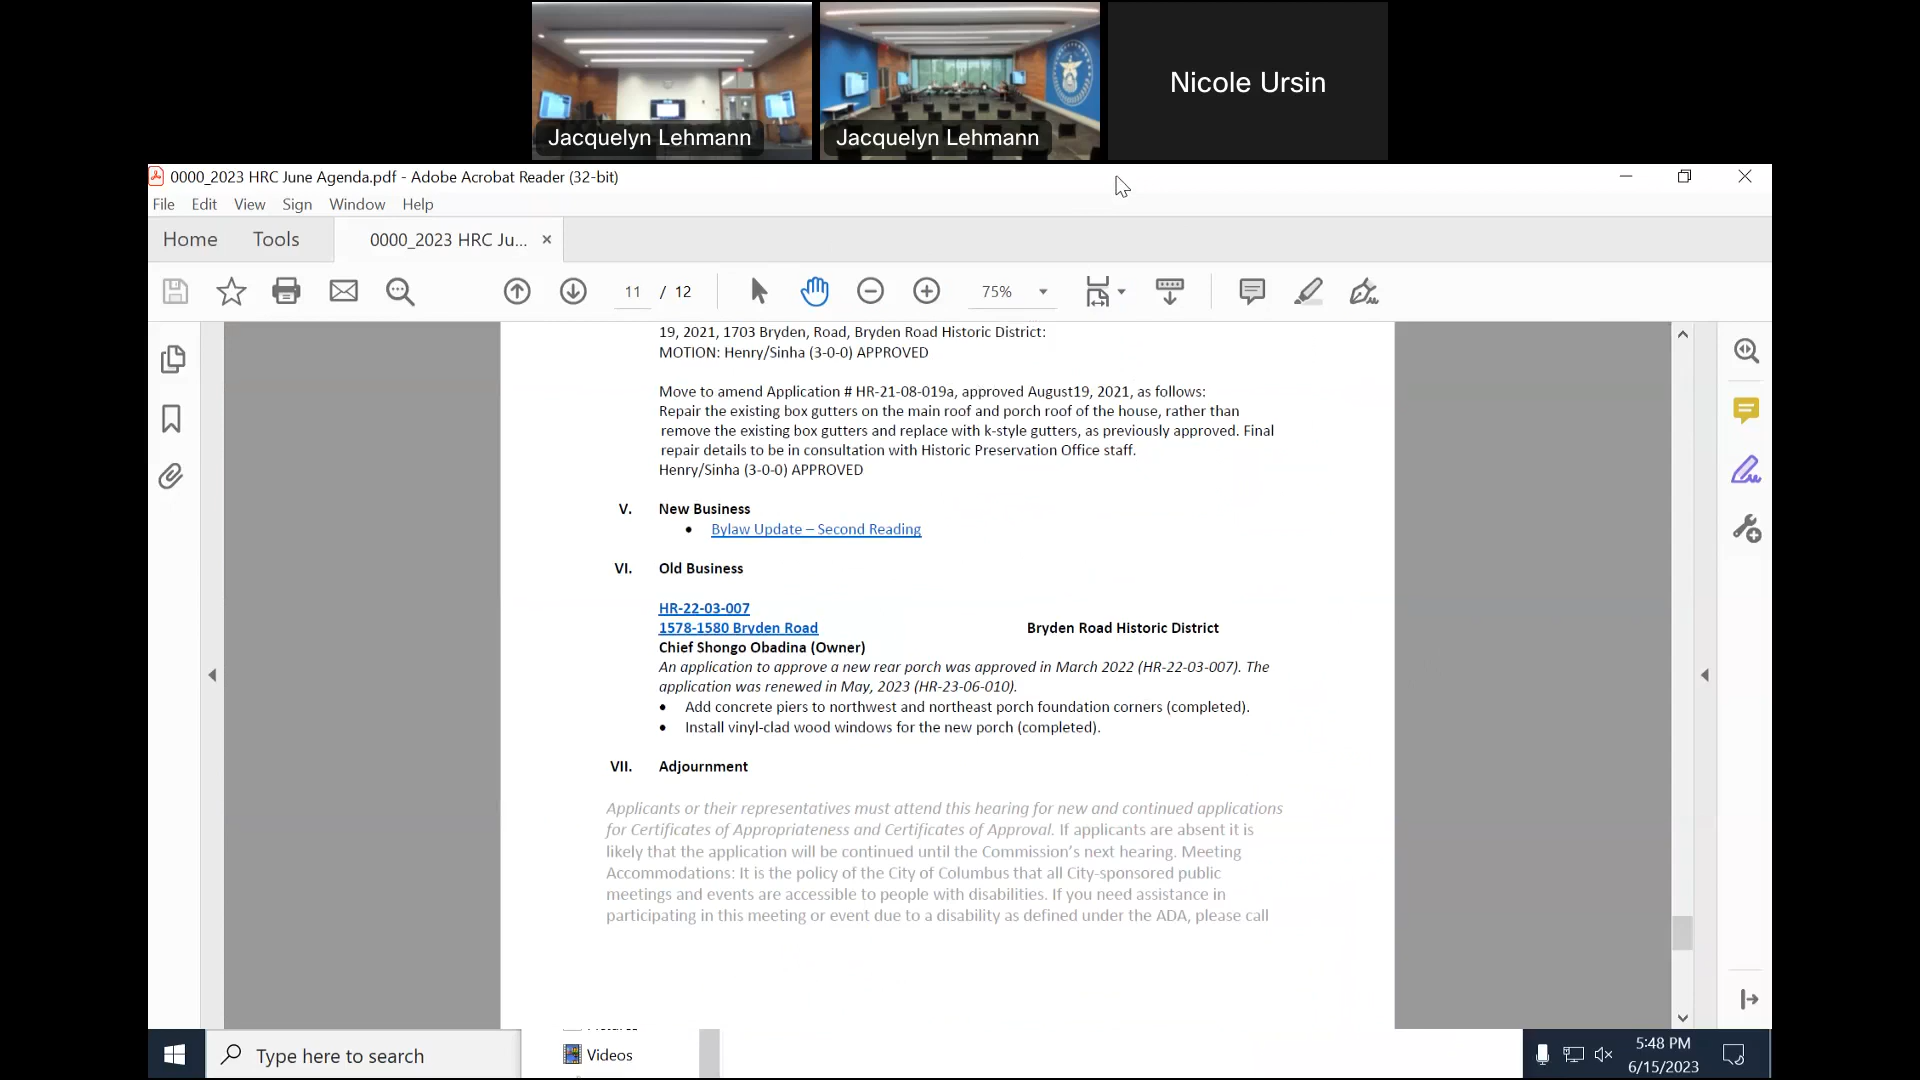 Nicole Ursin
Jacquelyn Lehmann
Jacquelyn Lehmann
0000_2023 HRC June Agenda.pdf - Adobe Acrobat Reader (32-bit)
File Edit View Sign Window Help
Home Tools 0000_2023 HRC Ju... ×
11 / 12 75%
19, 2021, 1703 Bryden, Road, Bryden Road Historic District:
MOTION: Henry/Sinha (3-0-0) APPROVED
Move to amend Application # HR-21-08-019a, approved August19, 2021, as follows:
Repair the existing box gutters on the main roof and porch roof of the house, rather than
remove the existing box gutters and replace with k-style gutters, as previously approved. Final
repair details to be in consultation with Historic Preservation Office staff.
Henry/Sinha (3-0-0) APPROVED
V. New Business
• Bylaw Update – Second Reading
VI. Old Business
HR-22-03-007
1578-1580 Bryden Road Bryden Road Historic District
Chief Shongo Obadina (Owner)
An application to approve a new rear porch was approved in March 2022 (HR-22-03-007). The
application was renewed in May, 2023 (HR-23-06-010).
• Add concrete piers to northwest and northeast porch foundation corners (completed).
• Install vinyl-clad wood windows for the new porch (completed).
VII. Adjournment
Applicants or their representatives must attend this hearing for new and continued applications
for Certificates of Appropriateness and Certificates of Approval. If applicants are absent it is
likely that the application will be continued until the Commission's next hearing. Meeting
Accommodations: It is the policy of the City of Columbus that all City-sponsored public
meetings and events are accessible to people with disabilities. If you need assistance in
participating in this meeting or event due to a disability as defined under the ADA, please call
Videos
Type here to search
5:48 PM
6/15/2023